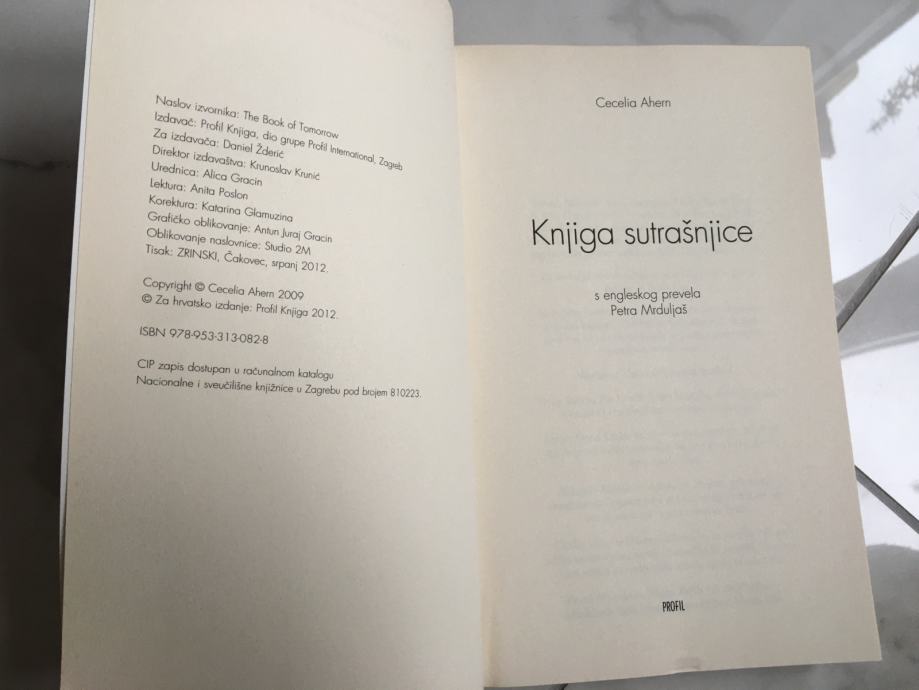 Naslov izvornika: The Book of Tomorrow
Izdavač: Profil Knjiga, dio grupe Profil International, Zagreb
Za izdavača: Daniel Žderić
Direktor izdavaštva: Krunoslav Krunić
Urednica: Alica Gracin
Lektura: Anita Poslon
Korektura: Katarina Glamuzina
Grafičko oblikovanje: Antun Juraj Gracin
Oblikovanje naslovnice: Studio 2M
Tisak: ZRINSKI, Čakovec, srpanj 2012.
Copyright © Cecelia Ahern 2009
© Za hrvatsko izdanje: Profil Knjiga 2012.
ISBN 978-953-313-082-8
CIP zapis dostupan u računalnom katalogu
Nacionalne i sveučilišne knjižnice u Zagrebu pod brojem 810223.
Cecelia Ahern
Knjiga sutrašnjice
s engleskog prevela
Petra Mrduljaš
PROFIL